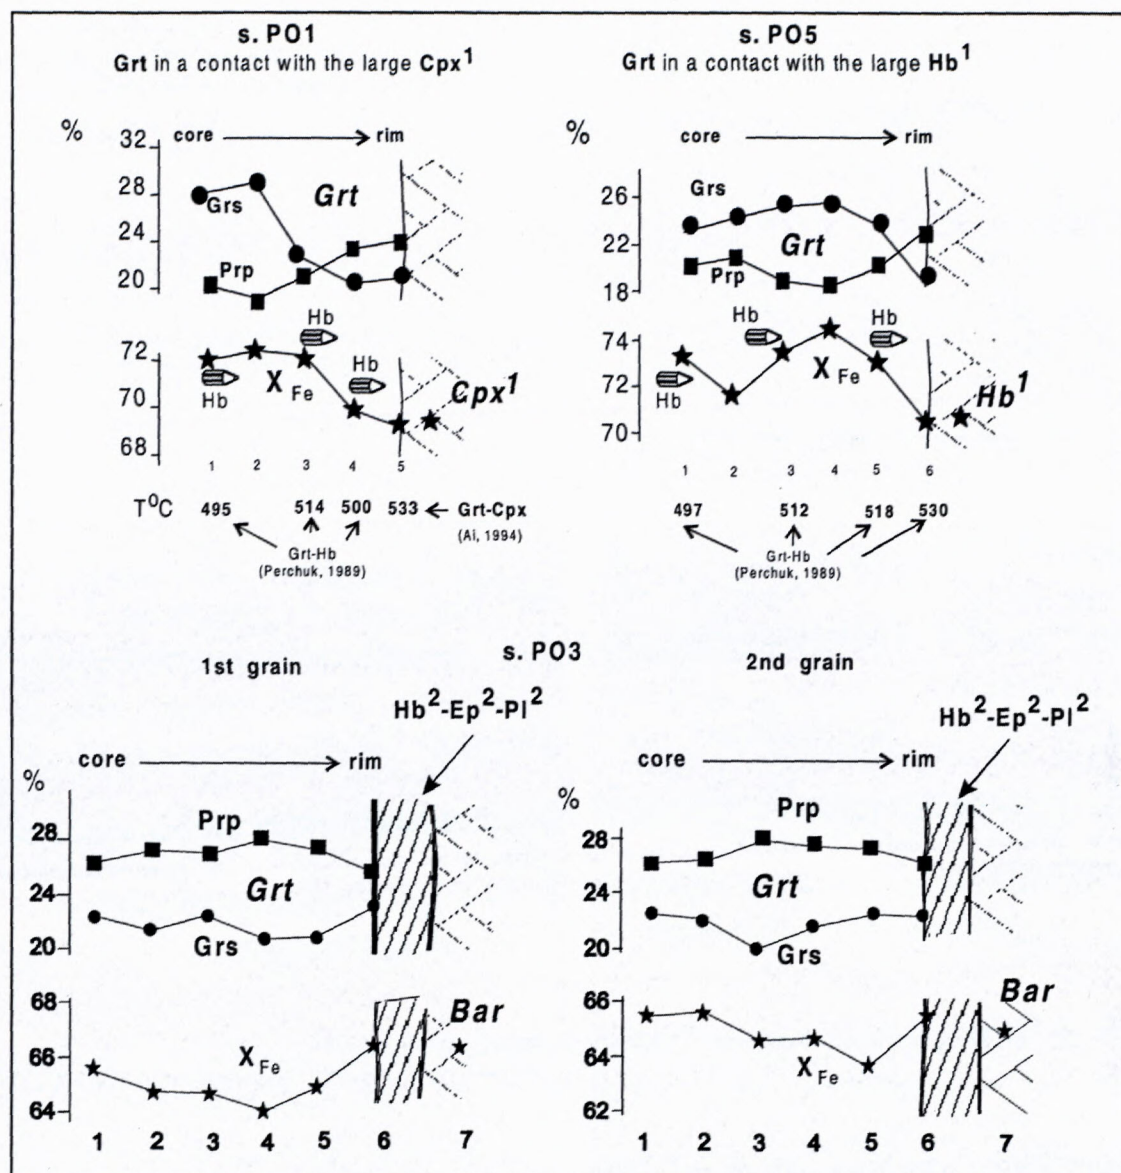 s. PO1
Grt in a contact with the large Cpx1
%
core
rim
32
28
24
20
Grs
Grt
Prp
Hb
72
70
68
Hb
Hb
X Fe
Cpx1
1 2 3 4 5
T°C 495 514 500 533 Grt-Cpx
(Ai, 1994)
Grt-Hb
(Perchuk, 1989)
s. PO5
Grt in a contact with the large Hb1
%
core
rim
26
22
18
Grs
Grt
Prp
Hb
Hb
74
72
70
Hb
X Fe
Hb1
1 2 3 4 5 6
497 512 518 530
Grt-Hb
(Perchuk, 1989)
s. PO3
1st grain
Hb2-Ep2-Pl2
core
rim
%
28
24
20
Prp
Grt
Grs
68
66
64
X Fe
Bar
1 2 3 4 5 6 7
2nd grain
Hb2-Ep2-Pl2
core
rim
%
28
24
20
Prp
Grt
Grs
66
64
62
X Fe
Bar
1 2 3 4 5 6 7